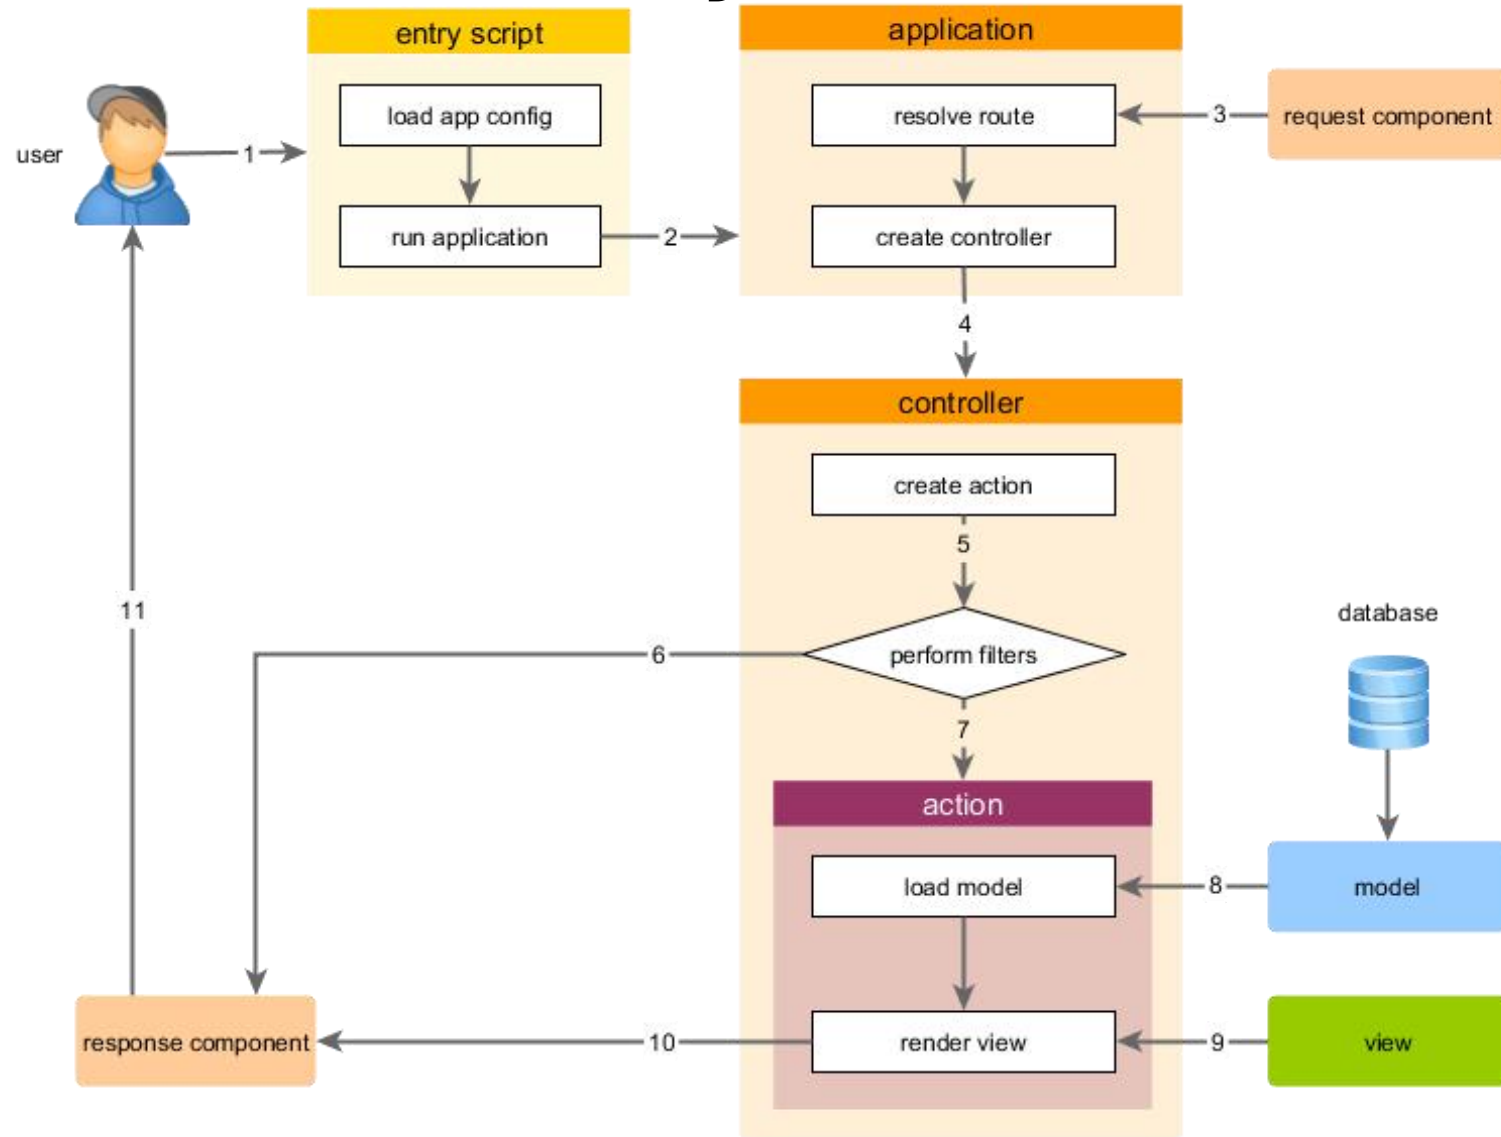 entry script
application
load app config
resolve route
3
request component
user
1
run application
2
create controller
4
controller
create action
5
11
database
6
perform filters
7
action
load model
8
model
response component
10
render view
9
view